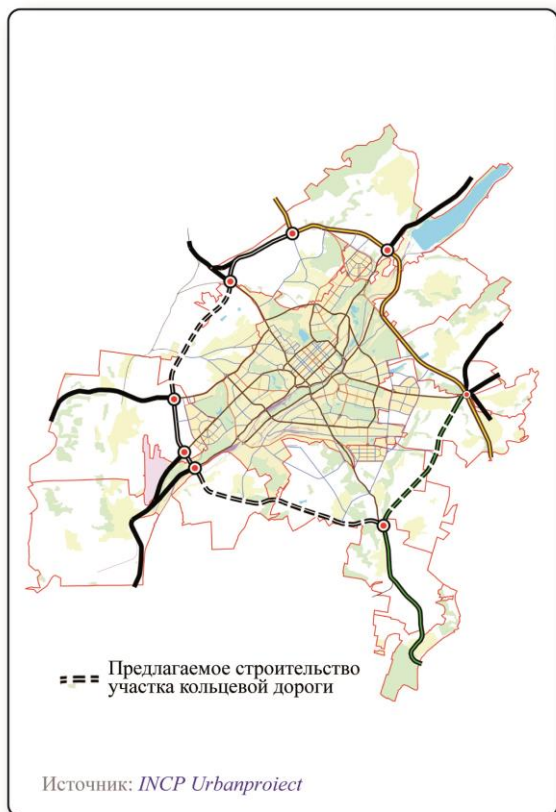 Предлагаемое строительство
участка кольцевой дороги
Источник: INCP Urbanproiect